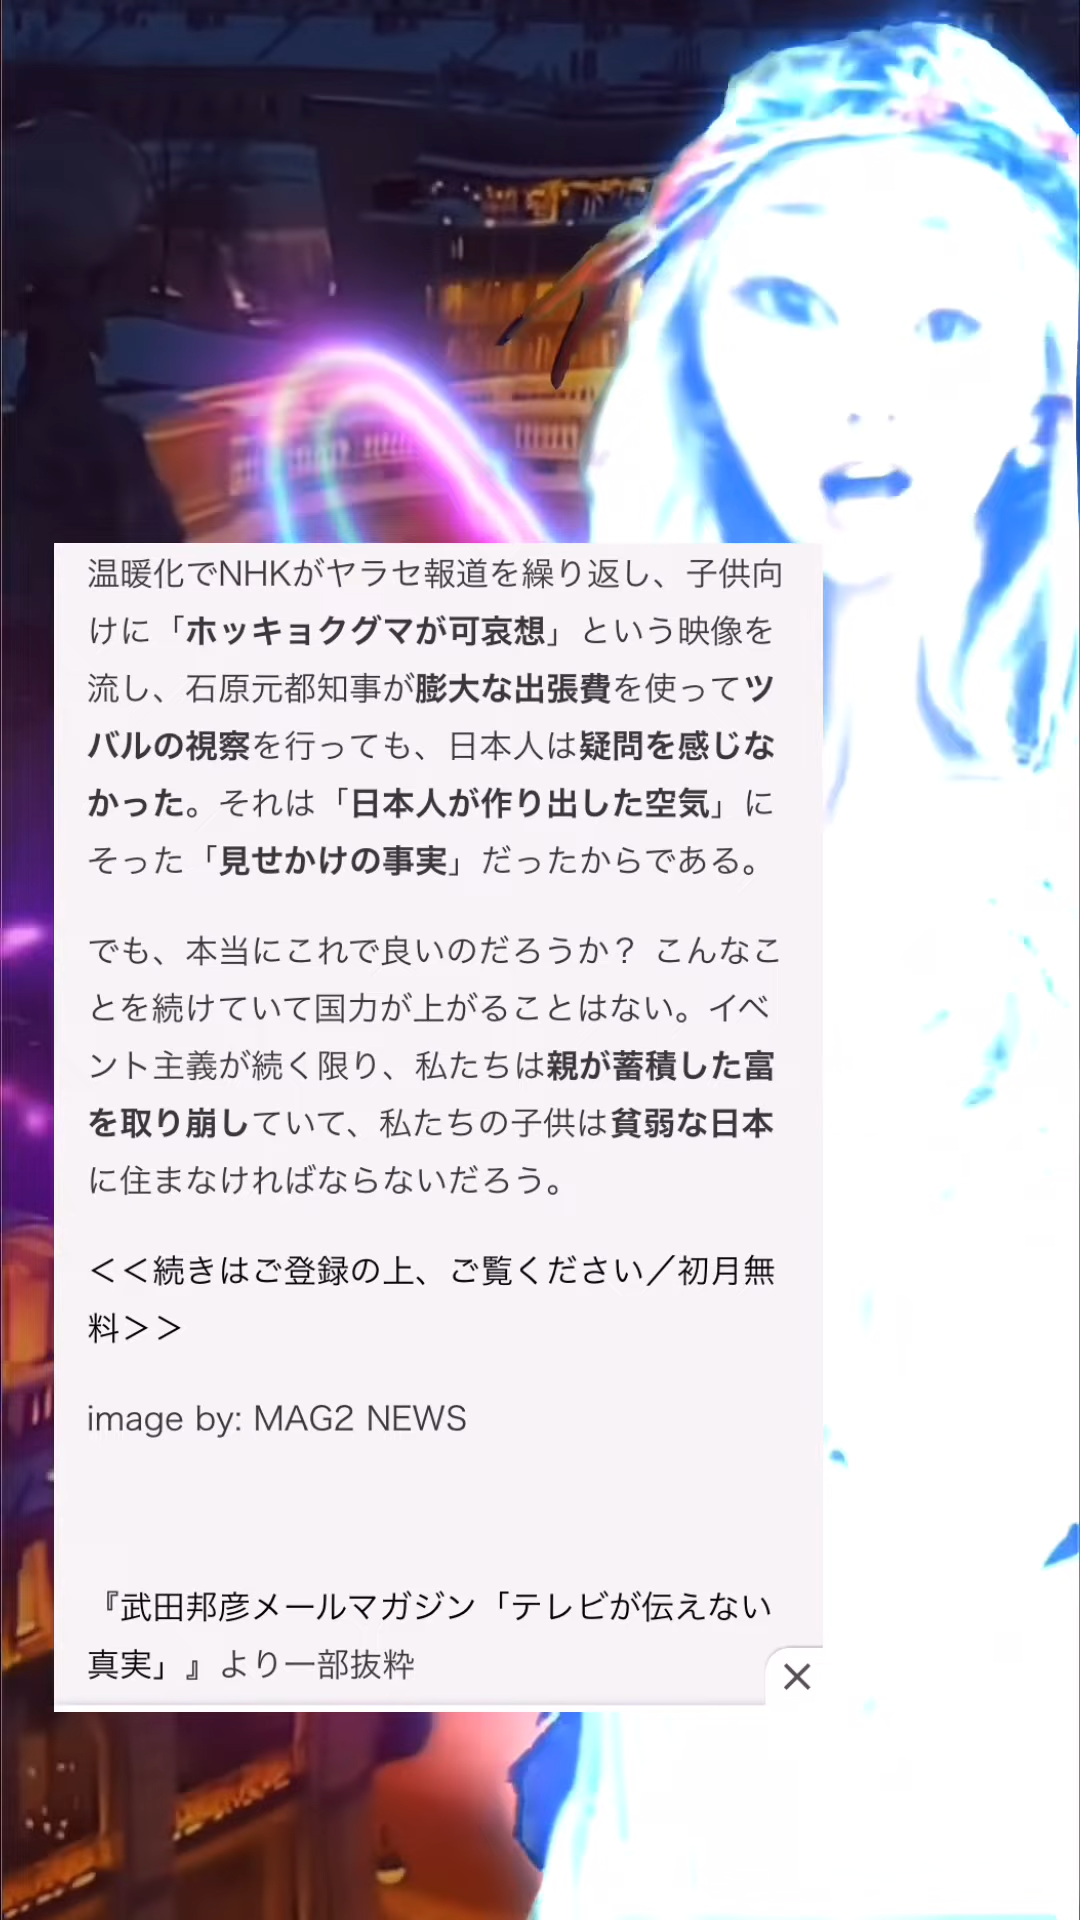 温暖化でNHKがヤラセ報道を繰り返し、子供向
けに「ホッキョクグマが可哀想」という映像を
流し、石原元都知事が膨大な出張費を使ってツ
バルの視察を行っても、日本人は疑問を感じな
かった。それは「日本人が作り出した空気」に
そった「見せかけの事実」だったからである。
でも、本当にこれで良いのだろうか？ こんなこ
とを続けていて国力が上がることはない。イベ
ント主義が続く限り、私たちは親が蓄積した富
を取り崩していて、私たちの子供は貧弱な日本
に住まなければならないだろう。
＜＜続きはご登録の上、ご覧ください／初月無
料＞＞
image by: MAG2 NEWS
『武田邦彦メールマガジン「テレビが伝えない
真実」』より一部抜粋